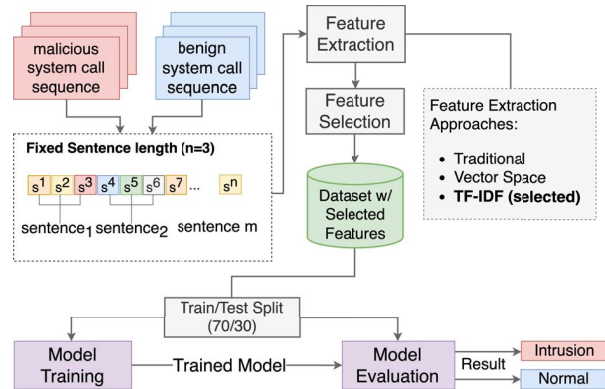 malicious
system call
sequence
benign
system call
sequence
Feature
Extraction
Feature
Selection
Feature Extraction
Approaches:
• Traditional
• Vector Space
• TF-IDF (selected)
Fixed Sentence length (n=3)
s1 s2 s3 s4 s5 s6 s7 ... sn
sentence1 sentence2 sentence m
Dataset w/
Selected
Features
Train/Test Split
(70/30)
Model
Training
Trained Model
Model
Evaluation
Result
Intrusion
Normal